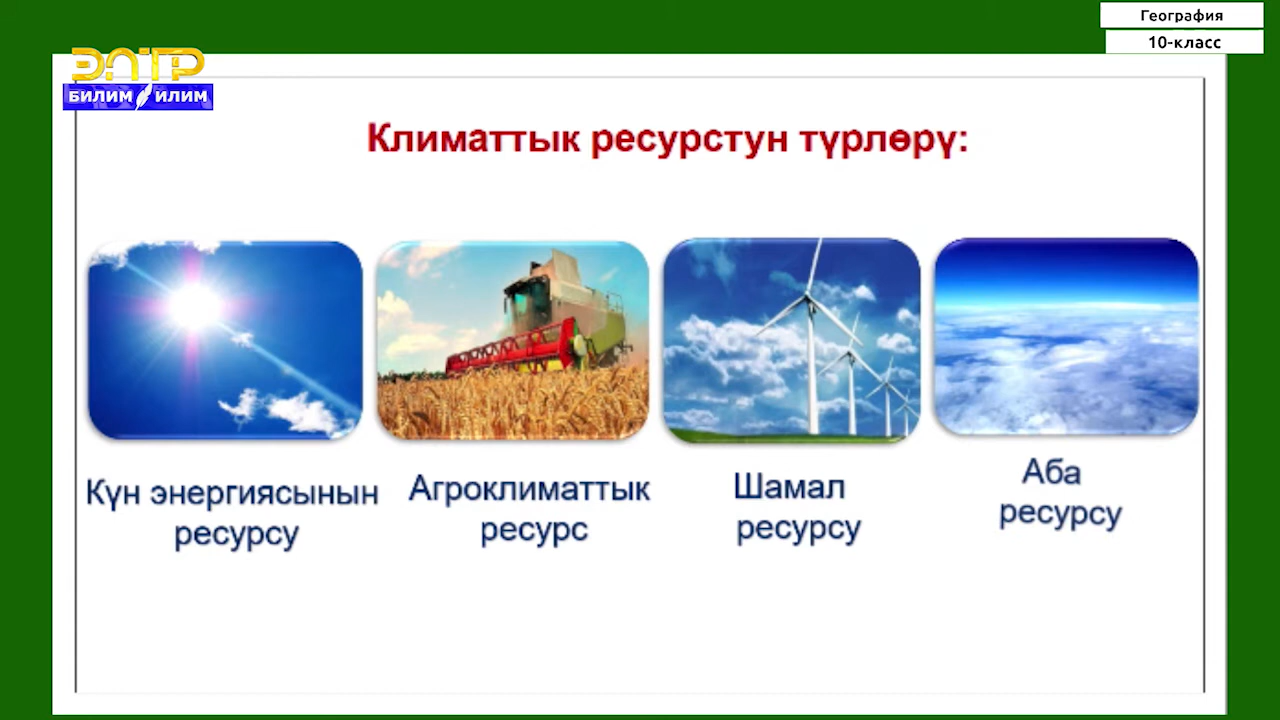 География
10-класс
ЭЛТР
БИЛИМ ИЛИМ
Климаттык ресурстун түрлөрү:
Күн энергиясынын
ресурсу
Агроклиматтык
ресурс
Шамал
ресурсу
Аба
ресурсу